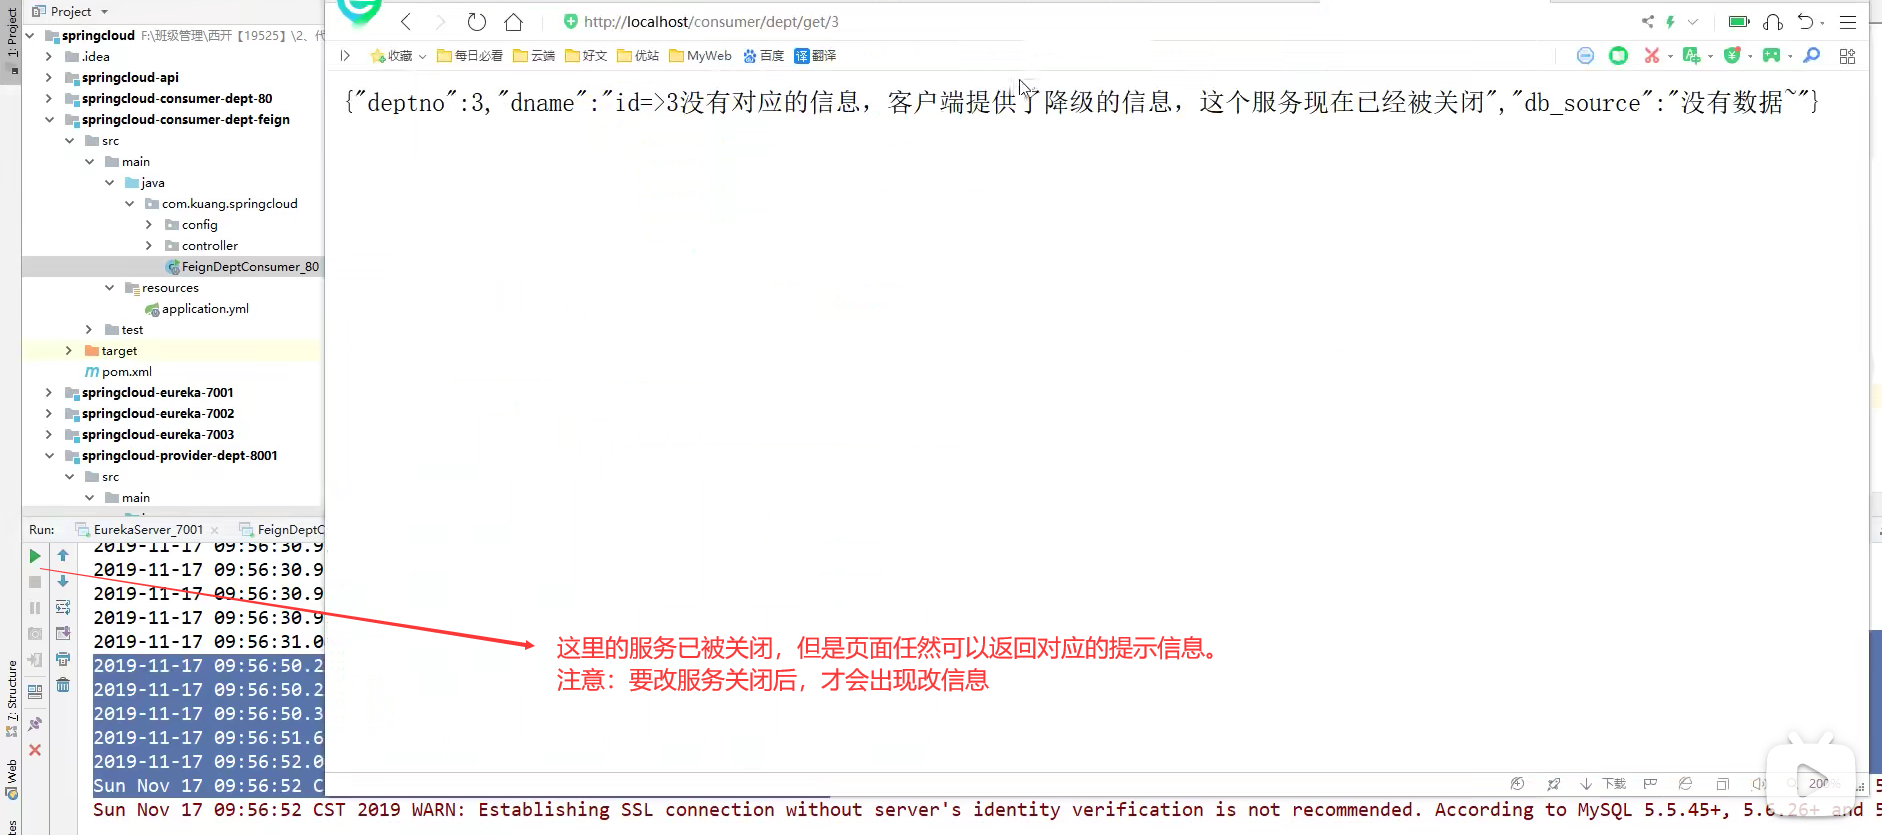 1: Project
Project
springcloud F:\班级管理\西开【19525】\2、代
.idea
springcloud-api
springcloud-consumer-dept-80
springcloud-consumer-dept-feign
src
main
java
com.kuang.springcloud
config
controller
FeignDeptConsumer_80
resources
application.yml
test
target
pom.xml
springcloud-eureka-7001
springcloud-eureka-7002
springcloud-eureka-7003
springcloud-provider-dept-8001
src
main
http://localhost/consumer/dept/get/3
收藏 每日必看 云端 好文 优站 MyWeb 百度 译 翻译
{"deptno":3,"dname":"id=>3没有对应的信息，客户端提供了降级的信息，这个服务现在已经被关闭","db_source":"没有数据~"}
Run: EurekaServer_7001 FeignDeptC
2019-11-17 09:56:30.9
2019-11-17 09:56:30.9
2019-11-17 09:56:30.9
2019-11-17 09:56:30.9
2019-11-17 09:56:31.0
2019-11-17 09:56:50.2
2019-11-17 09:56:50.2
2019-11-17 09:56:50.3
2019-11-17 09:56:51.6
2019-11-17 09:56:52.0
Sun Nov 17 09:56:52 C
Sun Nov 17 09:56:52 CST 2019 WARN: Establishing SSL connection without server's identity verification is not recommended. According to MySQL 5.5.45+, 5.6.26+ and 5
这里的服务已被关闭，但是页面任然可以返回对应的提示信息。
注意：要改服务关闭后，才会出现改信息
下载
200%
7: Structure
Web